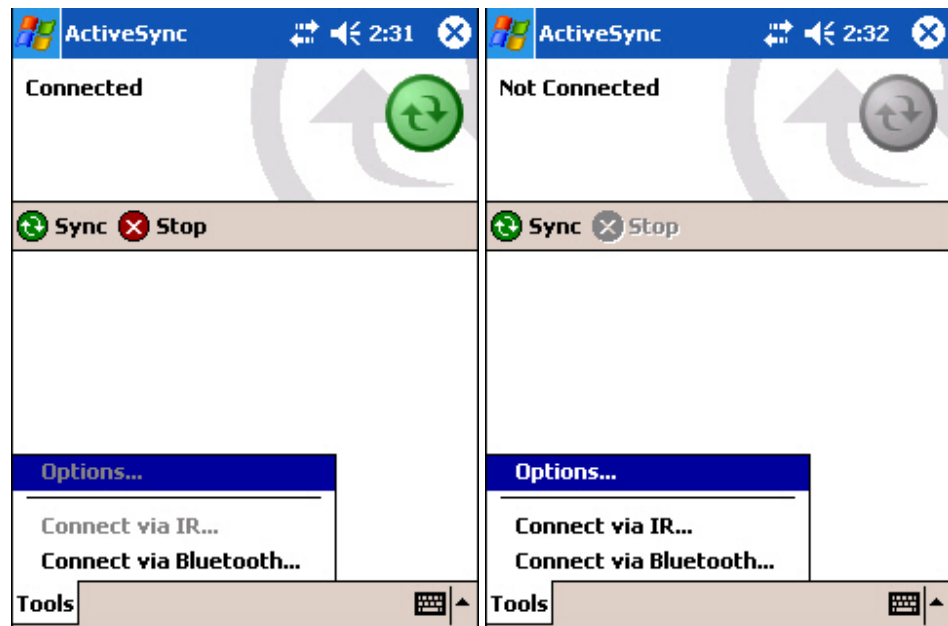 ActiveSync 2:31
Connected
Sync Stop
Options...
Connect via IR...
Connect via Bluetooth...
Tools
ActiveSync 2:32
Not Connected
Sync Stop
Options...
Connect via IR...
Connect via Bluetooth...
Tools